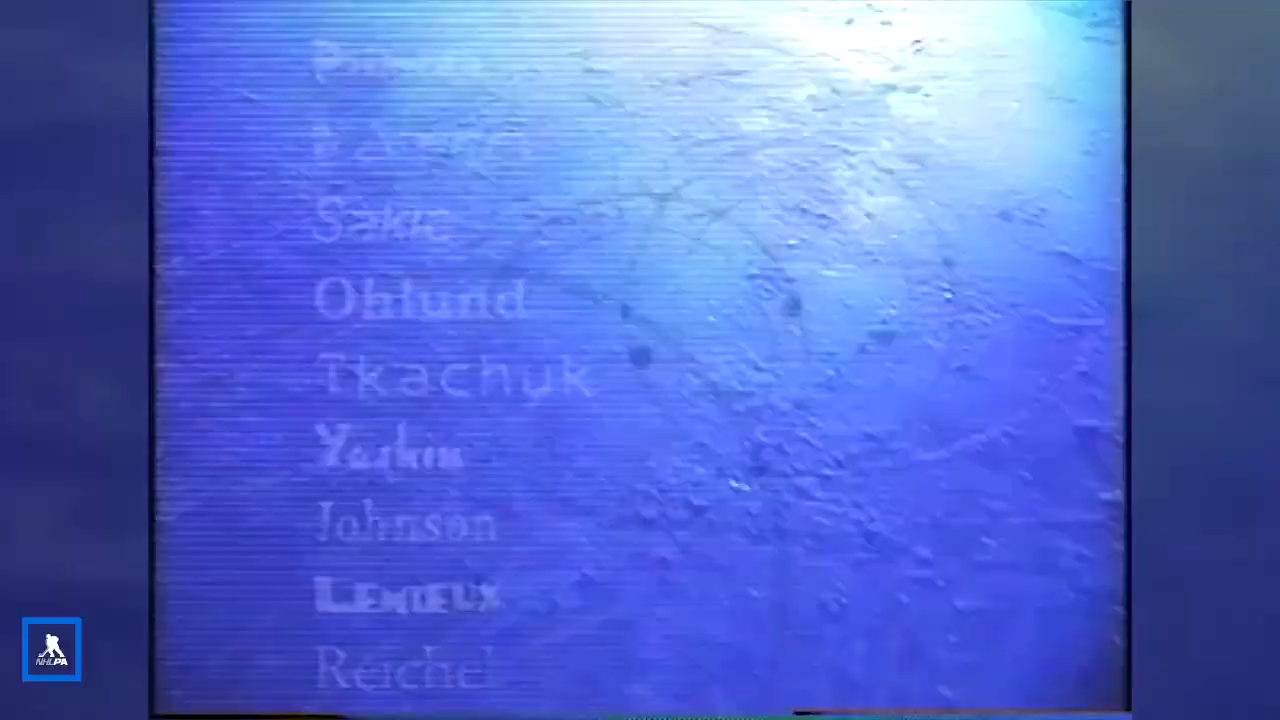 Sakic
Ohlund
Tkachuk
Yashin
Johnson
Lemieux
Reichel
NHLPA